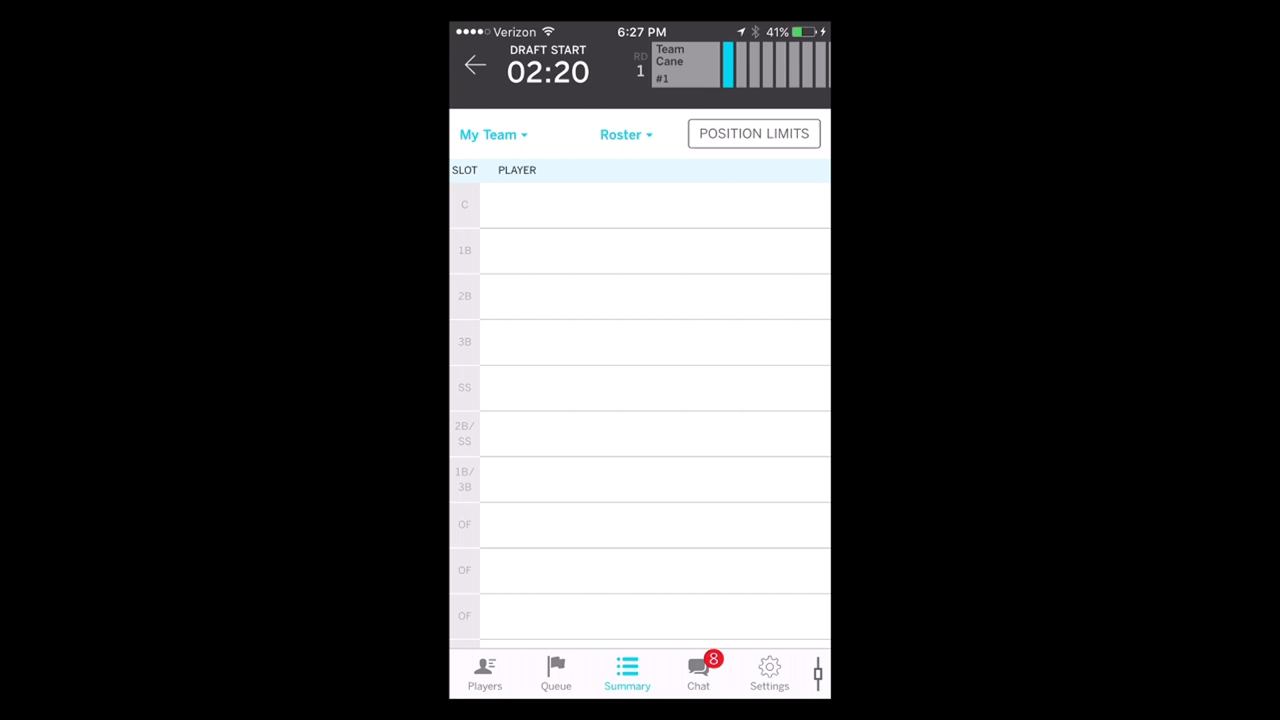 Verizon 6:27 PM 41%
DRAFT START
02:20
RD
1
Team
Cane
#1
My Team
Roster
POSITION LIMITS
SLOT PLAYER
C
1B
2B
3B
SS
2B/
SS
1B/
3B
OF
OF
OF
8
Players Queue Summary Chat Settings